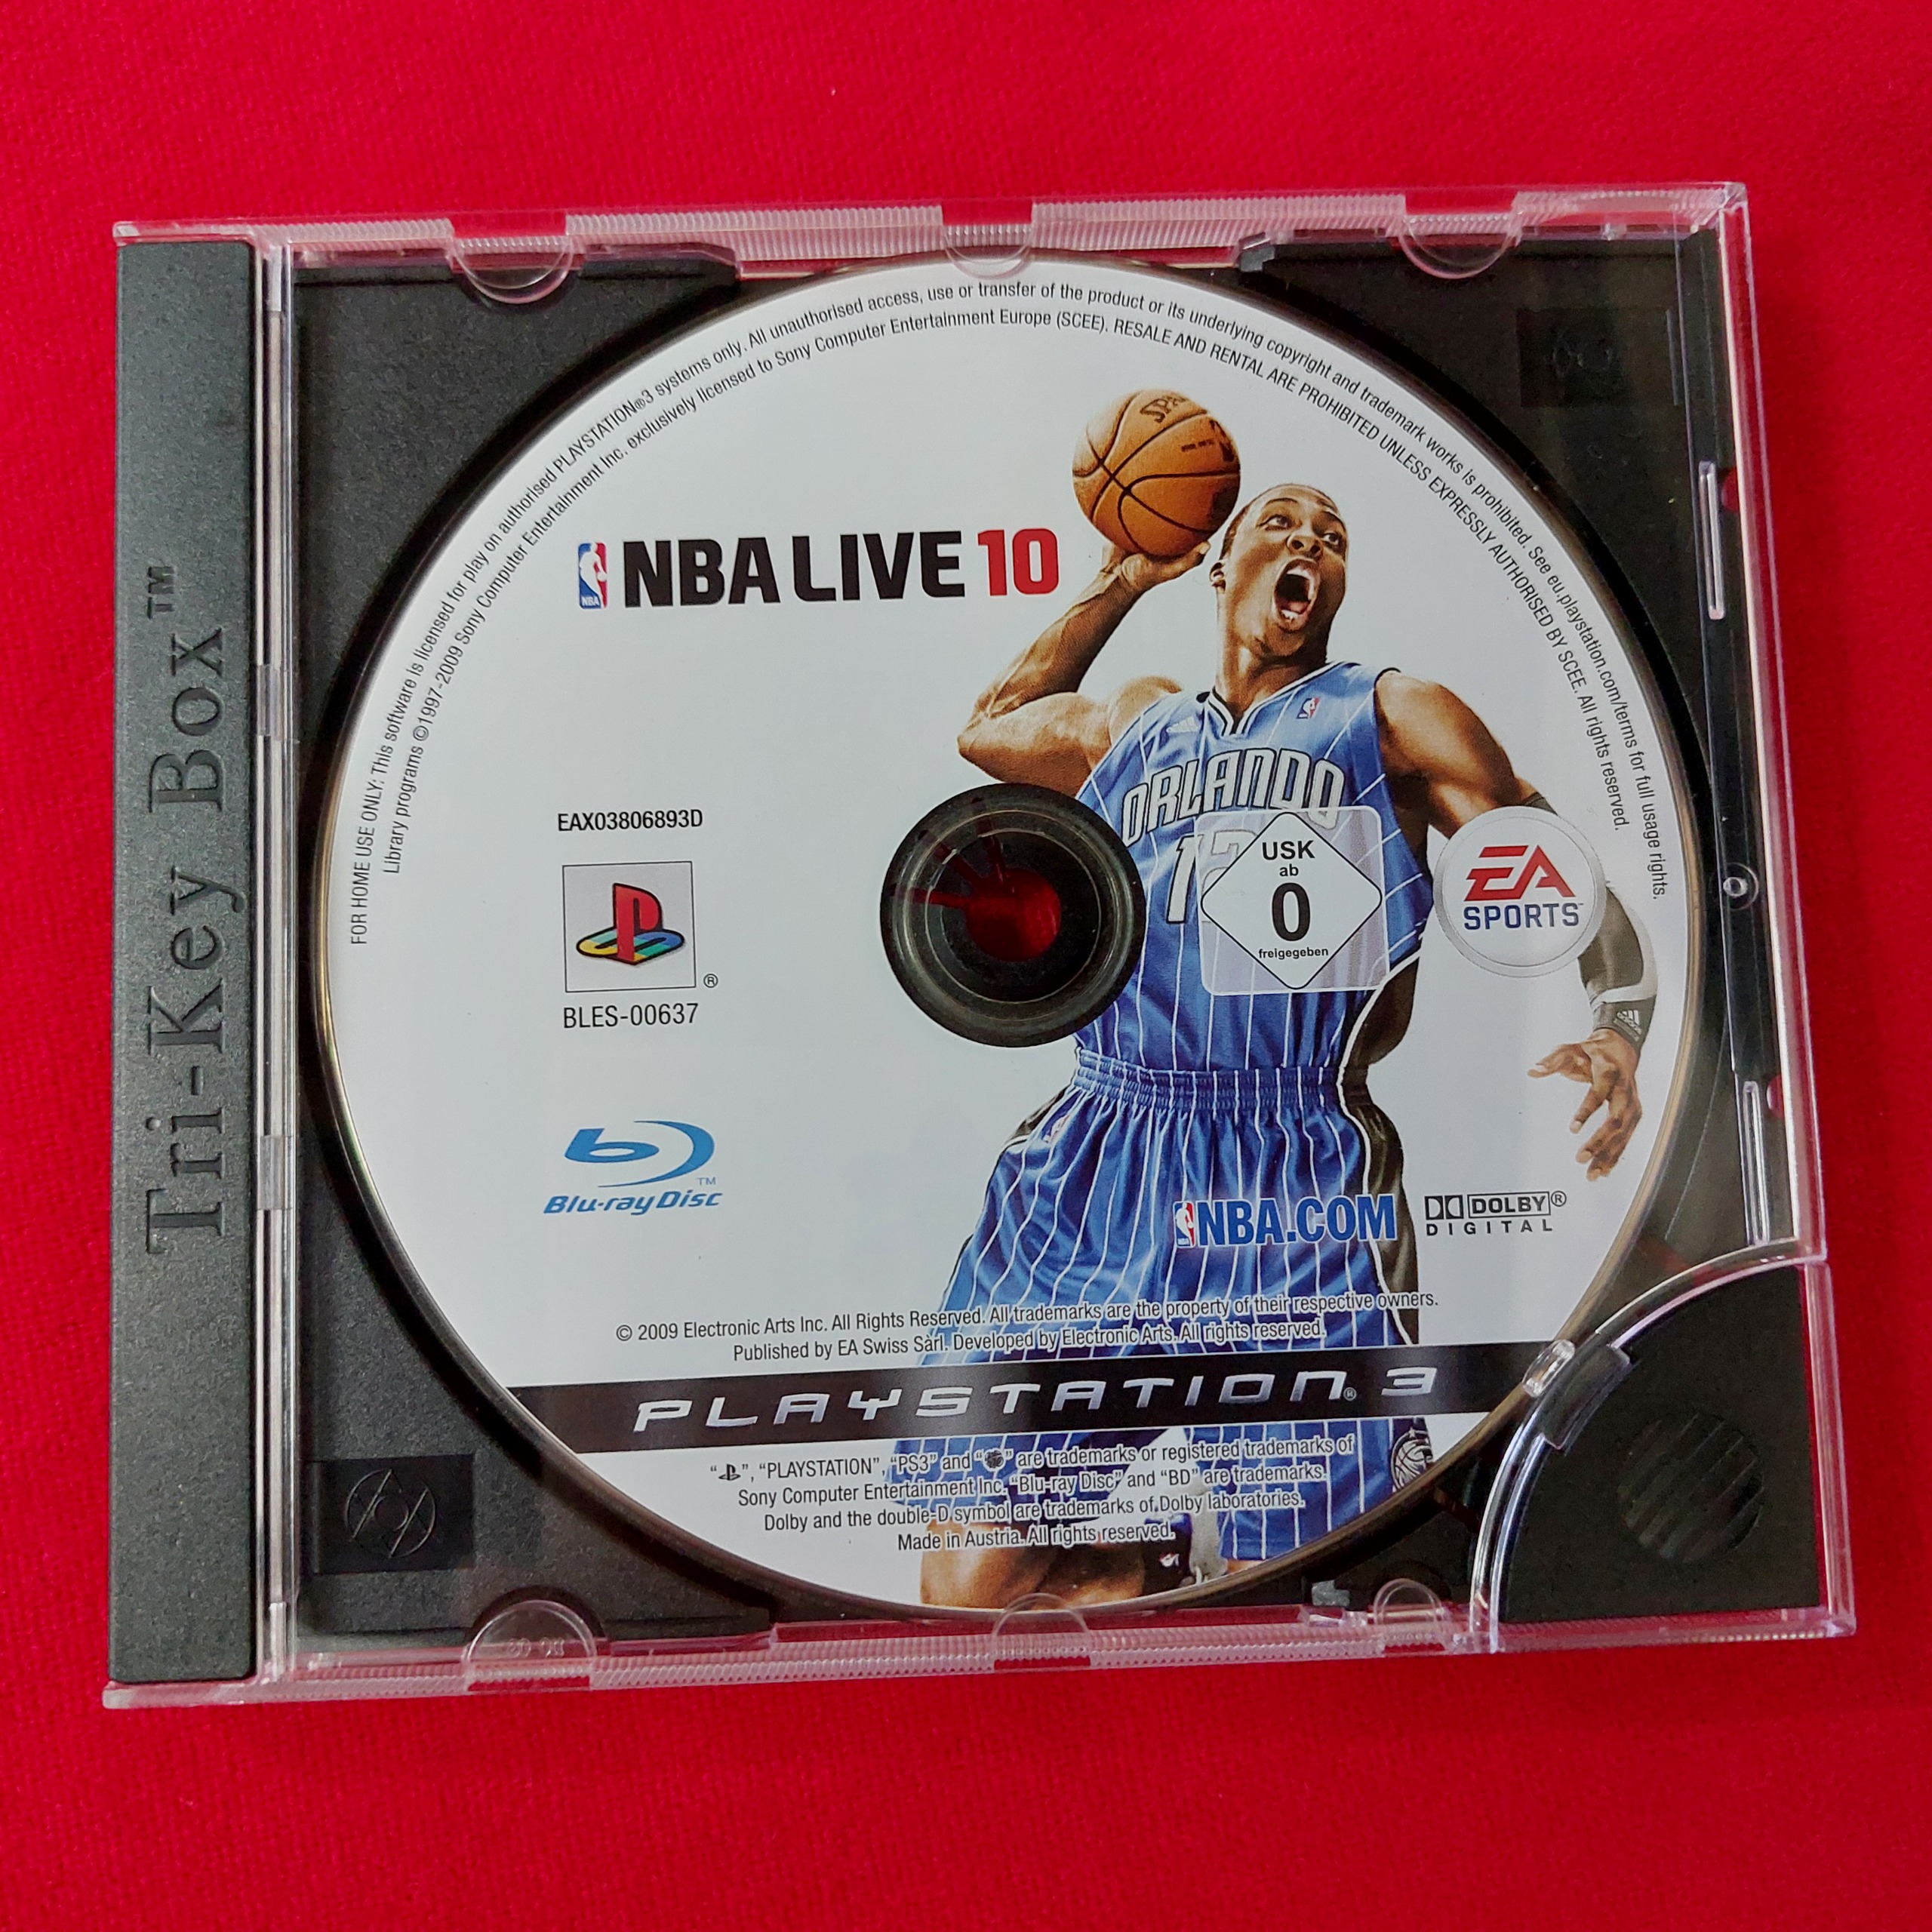 Tri-Key Box™
FOR HOME USE ONLY: This software is licensed for play on authorised PLAYSTATION®3 systems only. All unauthorised access, use or transfer of the product or its underlying copyright and trademark works is prohibited. See eu.playstation.com/terms for full usage rights.
Library programs ©1997-2009 Sony Computer Entertainment Inc. exclusively licensed to Sony Computer Entertainment Europe (SCEE). RESALE AND RENTAL ARE PROHIBITED UNLESS EXPRESSLY AUTHORISED BY SCEE. All rights reserved.
NBA NBA LIVE 10
ORLANDO
12
EAX03806893D
USK
ab
0
freigegeben
EA
SPORTS™
®
BLES-00637
adidas
Blu-ray Disc™
NBA.COM
DOLBY®
DIGITAL
© 2009 Electronic Arts Inc. All Rights Reserved. All trademarks are the property of their respective owners.
Published by EA Swiss Sàrl. Developed by Electronic Arts. All rights reserved.
PLAYSTATION®3
"", "PLAYSTATION", "PS3" and "" are trademarks or registered trademarks of
Sony Computer Entertainment Inc. "Blu-ray Disc" and "BD" are trademarks.
Dolby and the double-D symbol are trademarks of Dolby laboratories.
Made in Austria. All rights reserved.